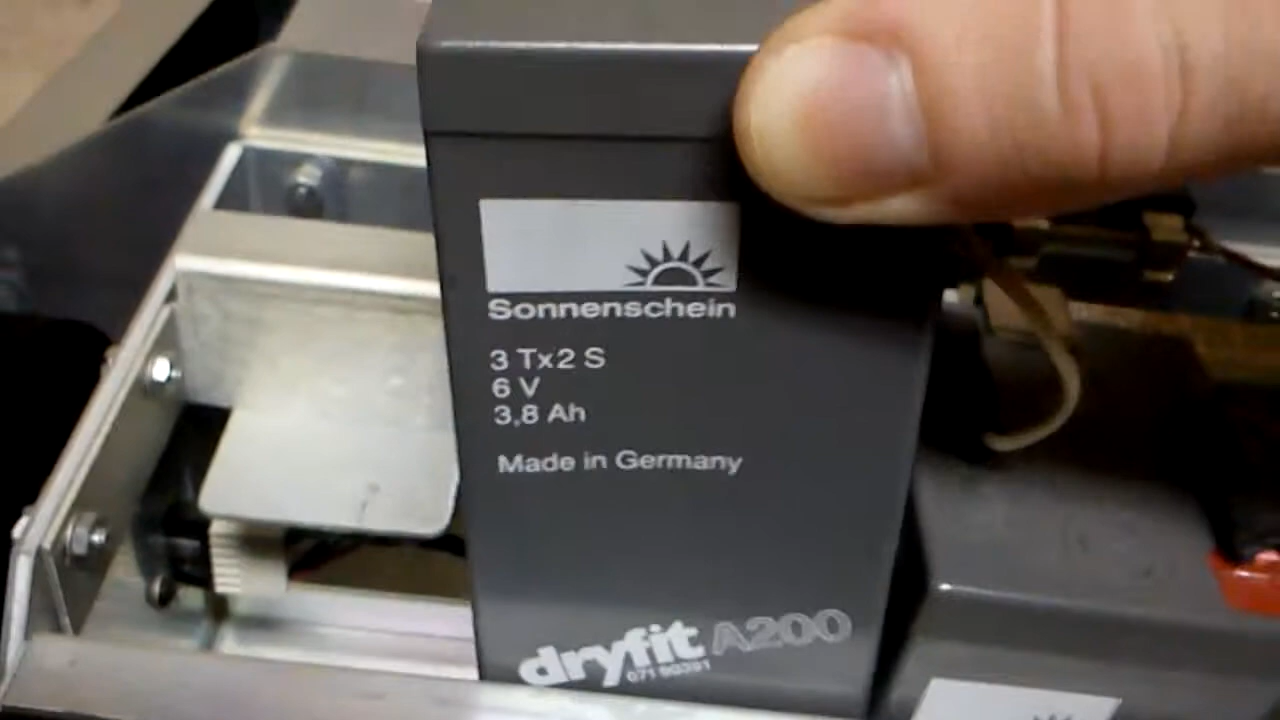 Sonnenschein
3 Tx2 S
6 V
3,8 Ah
Made in Germany
dryfit A200